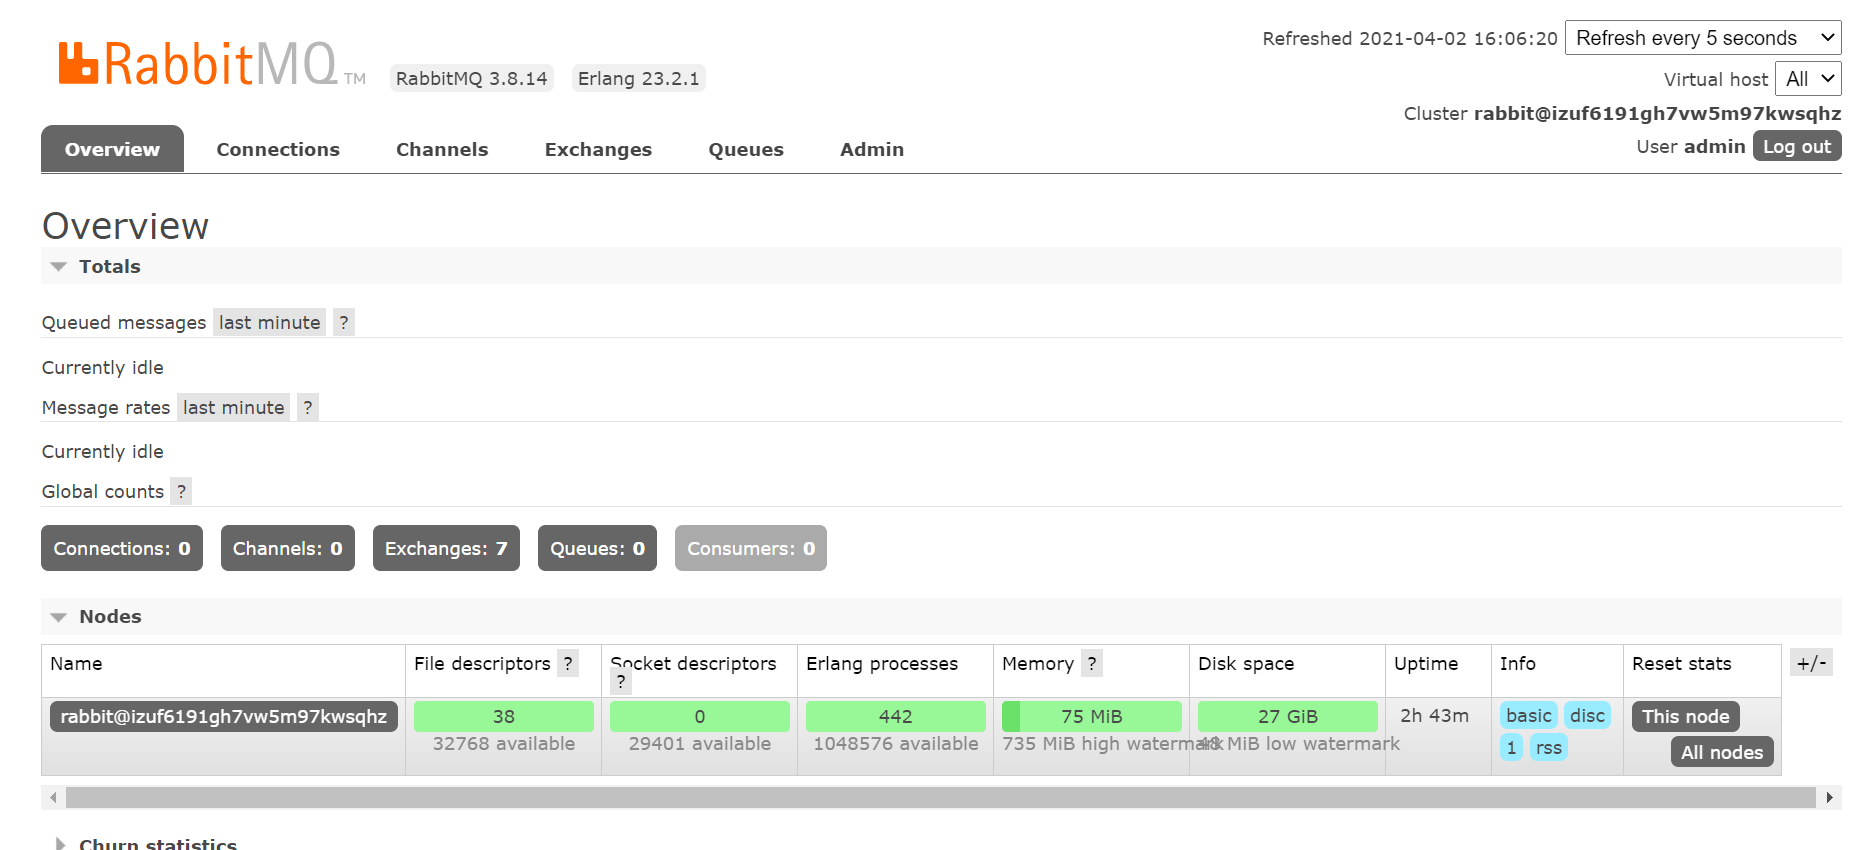 RabbitMQ TM
RabbitMQ 3.8.14 Erlang 23.2.1
Refreshed 2021-04-02 16:06:20 Refresh every 5 seconds
Virtual host All
Cluster rabbit@izuf6191gh7vw5m97kwsqhz
User admin Log out
Overview Connections Channels Exchanges Queues Admin
Overview
Totals
Queued messages last minute ?
Currently idle
Message rates last minute ?
Currently idle
Global counts ?
Connections: 0 Channels: 0 Exchanges: 7 Queues: 0 Consumers: 0
Nodes
Name File descriptors ? Socket descriptors ? Erlang processes Memory ? Disk space Uptime Info Reset stats +/-
rabbit@izuf6191gh7vw5m97kwsqhz 38 0 442 75 MiB 27 GiB 2h 43m basic disc This node
32768 available 29401 available 1048576 available 735 MiB high watermark 48 MiB low watermark 1 rss All nodes
Churn statistics